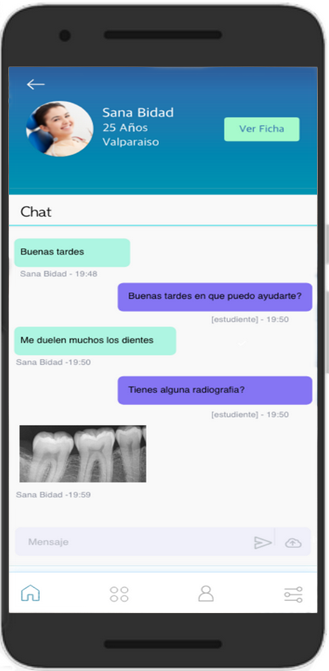 Sana Bidad
25 Años
Valparaiso
Ver Ficha
Chat
Buenas tardes
Sana Bidad - 19:48
Buenas tardes en que puedo ayudarte?
[estudiente] - 19:50
Me duelen muchos los dientes
Sana Bidad -19:50
Tienes alguna radiografia?
[estudiente] - 19:50
Sana Bidad -19:59
Mensaje